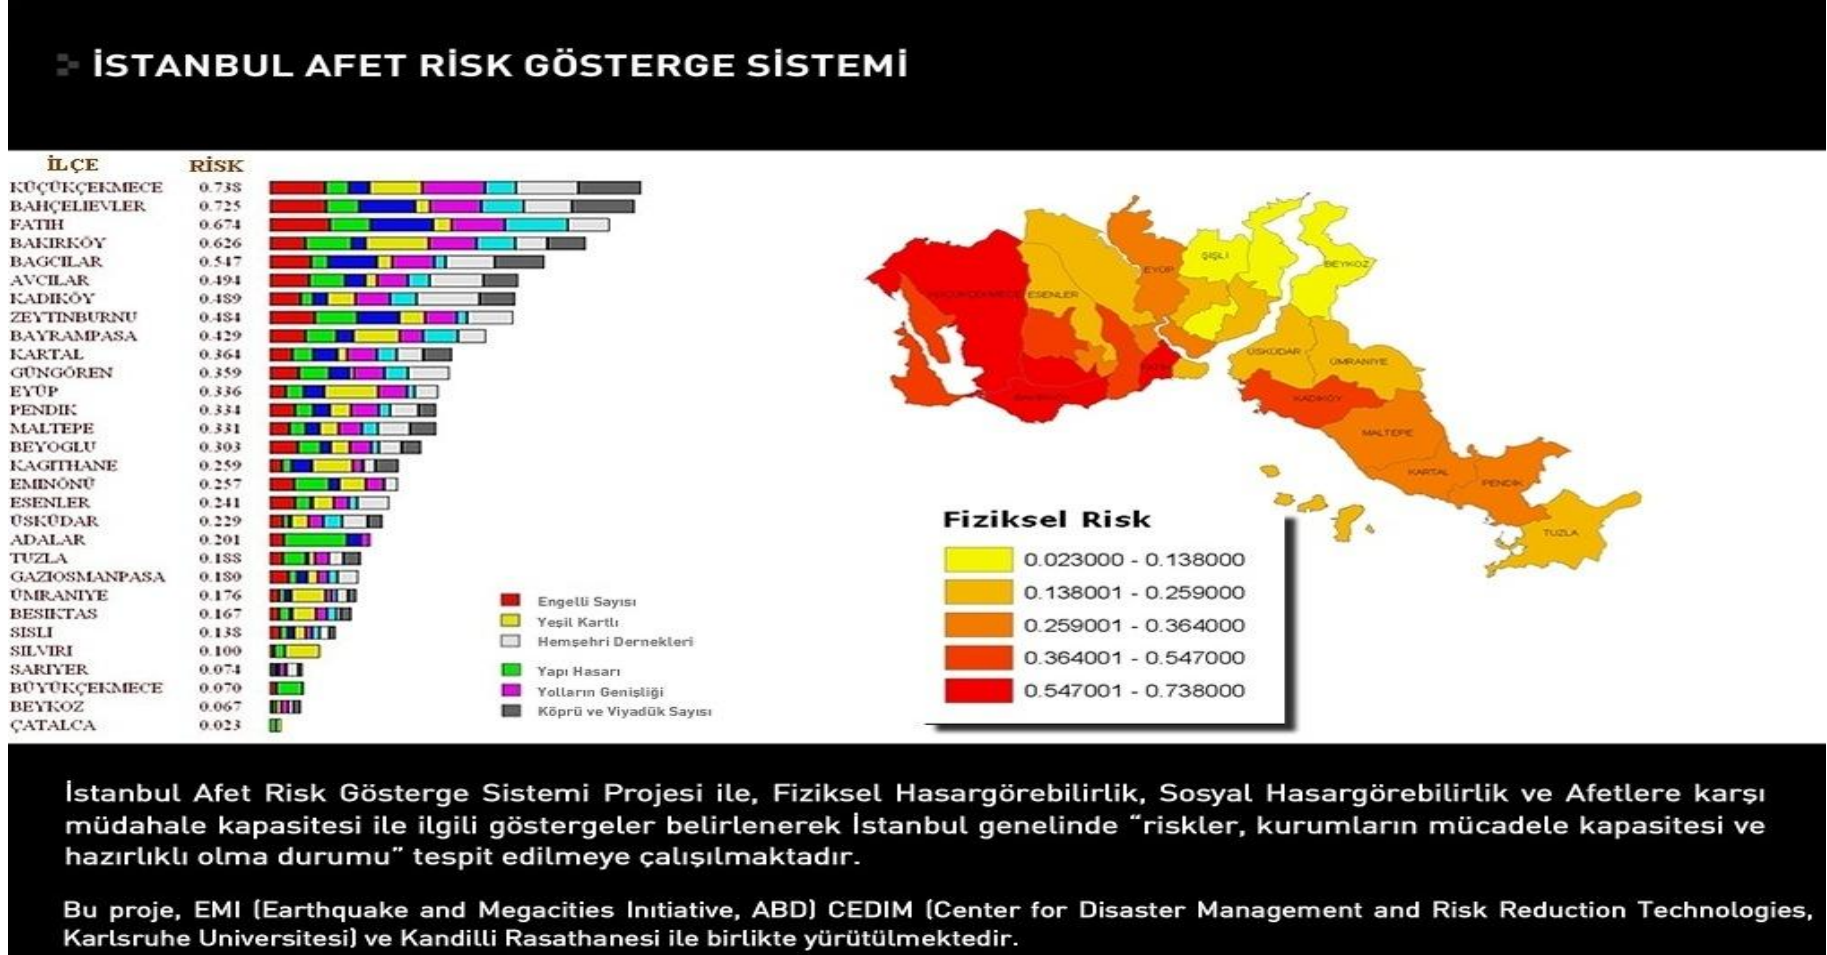 İSTANBUL AFET RİSK GÖSTERGE SİSTEMİ
İLÇE RİSK
KÜÇÜKÇEKMECE 0.738
BAHÇELIEVLER 0.725
FATIH 0.674
BAKIRKÖY 0.626
BAGCILAR 0.547
AVCILAR 0.494
KADIKÖY 0.489
ZEYTINBURNU 0.484
BAYRAMPASA 0.429
KARTAL 0.364
GÜNGÖREN 0.359
EYÜP 0.336
PENDIK 0.334
MALTEPE 0.331
BEYOGLU 0.303
KAGITHANE 0.259
EMINÖNÜ 0.257
ESENLER 0.241
ÜSKÜDAR 0.229
ADALAR 0.201
TUZLA 0.188
GAZIOSMANPASA 0.180
ÜMRANIYE 0.176
BESIKTAS 0.167
SISLI 0.138
SILVIRI 0.100
SARIYER 0.074
BÜYÜKÇEKMECE 0.070
BEYKOZ 0.067
ÇATALCA 0.023
Engelli Sayısı
Yeşil Kartlı
Hemşehri Dernekleri
Yapı Hasarı
Yolların Genişliği
Köprü ve Viyadük Sayısı
EYÜP
ŞİŞLİ
BEYKOZ
KÜÇÜKÇEKMECE
ESENLER
ÜSKÜDAR
ÜMRANİYE
KADIKÖY
MALTEPE
KARTAL
PENDİK
TUZLA
Fiziksel Risk
0.023000 - 0.138000
0.138001 - 0.259000
0.259001 - 0.364000
0.364001 - 0.547000
0.547001 - 0.738000
İstanbul Afet Risk Gösterge Sistemi Projesi ile, Fiziksel Hasargörebilirlik, Sosyal Hasargörebilirlik ve Afetlere karşı
müdahale kapasitesi ile ilgili göstergeler belirlenerek İstanbul genelinde “riskler, kurumların mücadele kapasitesi ve
hazırlıklı olma durumu” tespit edilmeye çalışılmaktadır.
Bu proje, EMI (Earthquake and Megacities Inıtiative, ABD) CEDIM (Center for Disaster Management and Risk Reduction Technologies,
Karlsruhe Universitesi) ve Kandilli Rasathanesi ile birlikte yürütülmektedir.